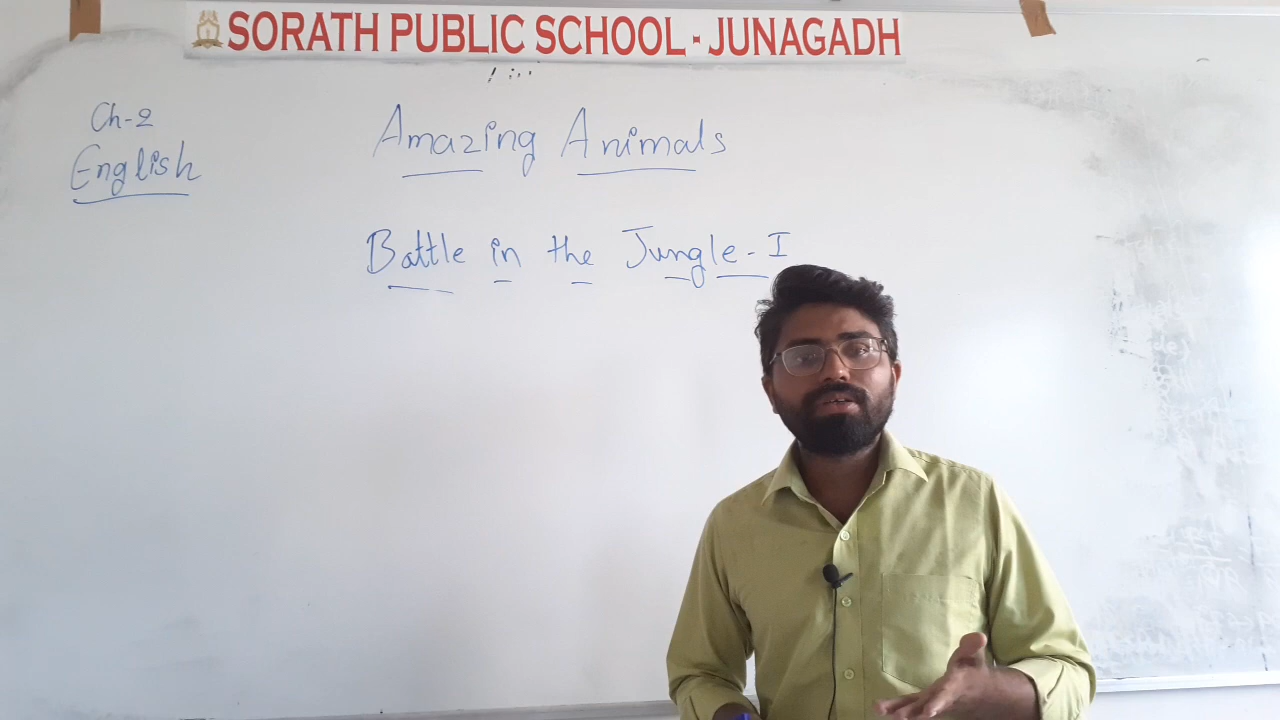 SORATH PUBLIC SCHOOL - JUNAGADH
Ch-2
English
Amazing Animals
Battle in the Jungle - I